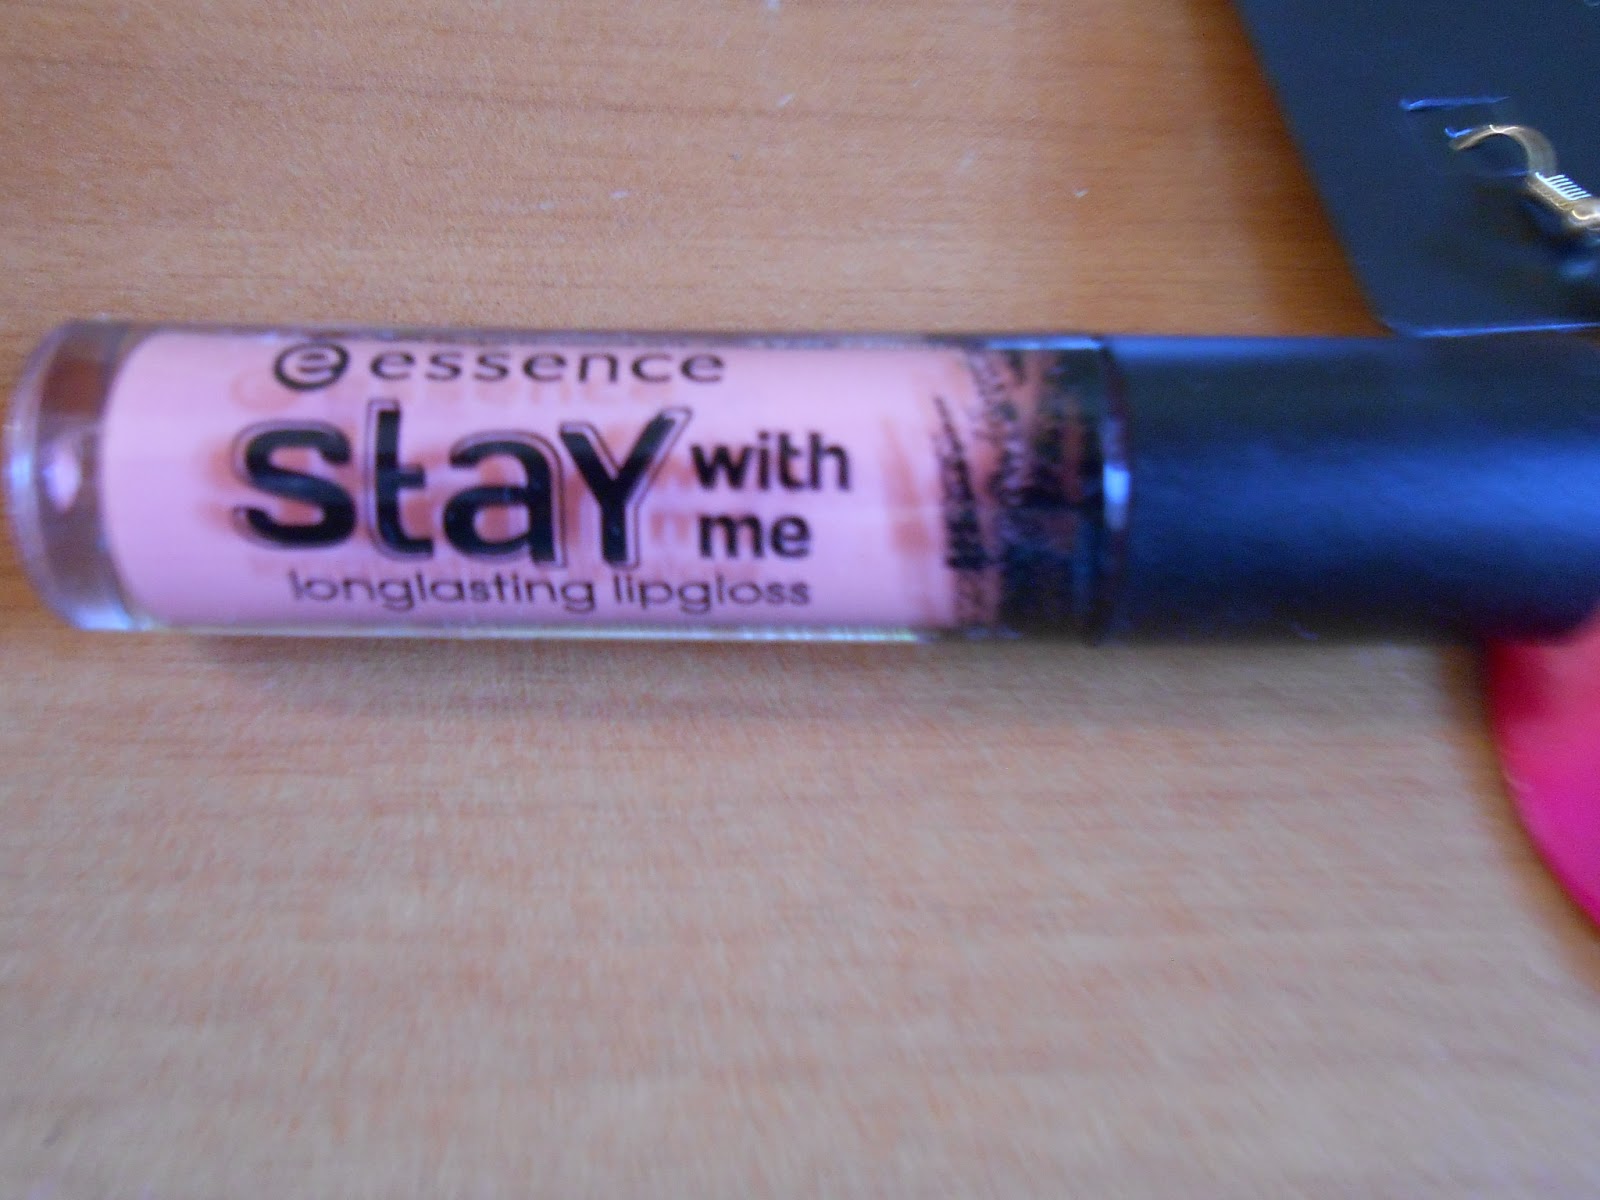 e essence
stay with
me
longlasting lipgloss